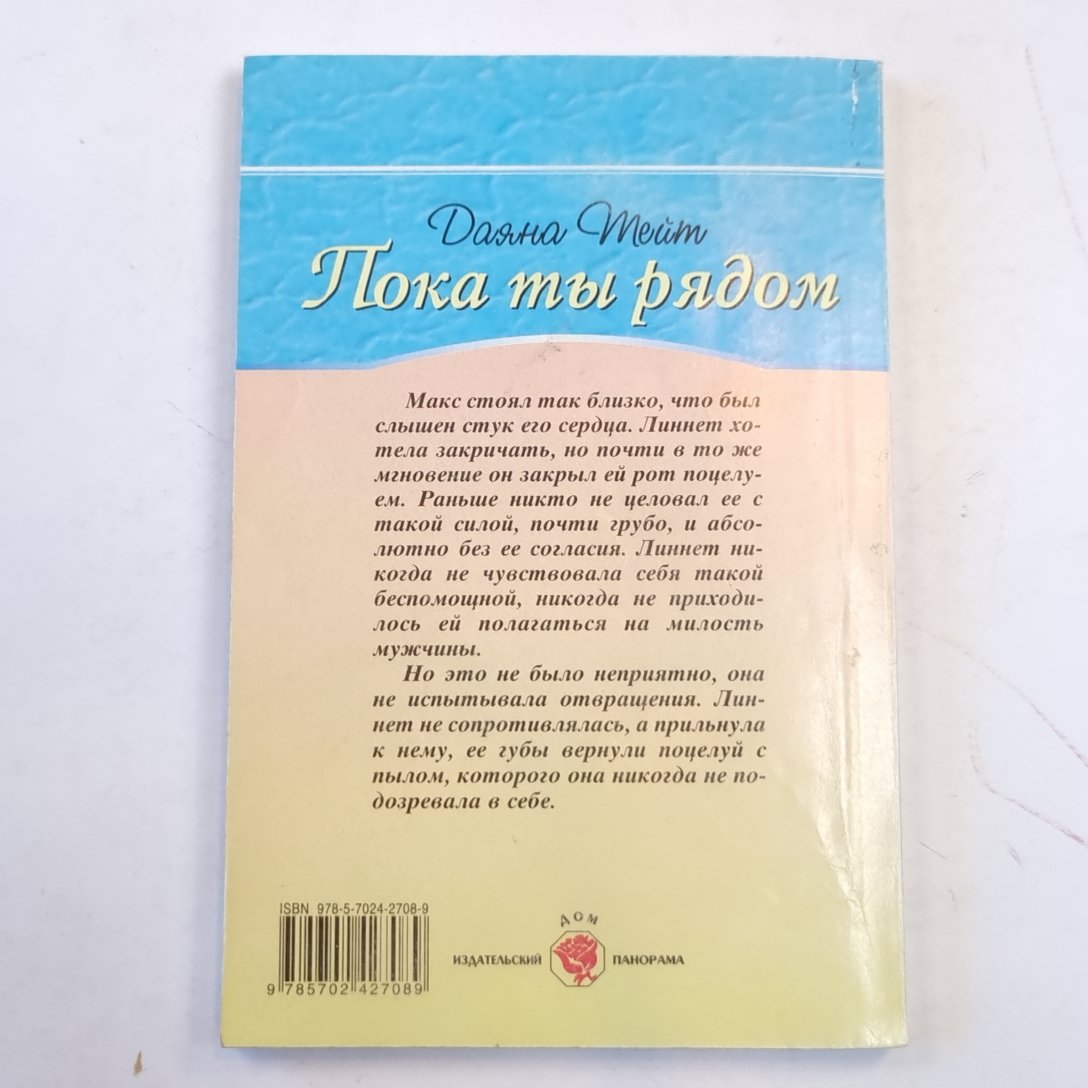 Даяна Тейт
Пока ты рядом
Макс стоял так близко, что был
слышен стук его сердца. Линнет хо-
тела закричать, но почти в то же
мгновение он закрыл ей рот поцелу-
ем. Раньше никто не целовал ее с
такой силой, почти грубо, и абсо-
лютно без ее согласия. Линнет ни-
когда не чувствовала себя такой
беспомощной, никогда не приходи-
лось ей полагаться на милость
мужчины.
Но это не было неприятно, она
не испытывала отвращения. Лин-
нет не сопротивлялась, а прильнула
к нему, ее губы вернули поцелуй с
пылом, которого она никогда не по-
дозревала в себе.
ISBN 978-5-7024-2708-9
9 785702 427089
ИЗДАТЕЛЬСКИЙ ДОМ ПАНОРАМА